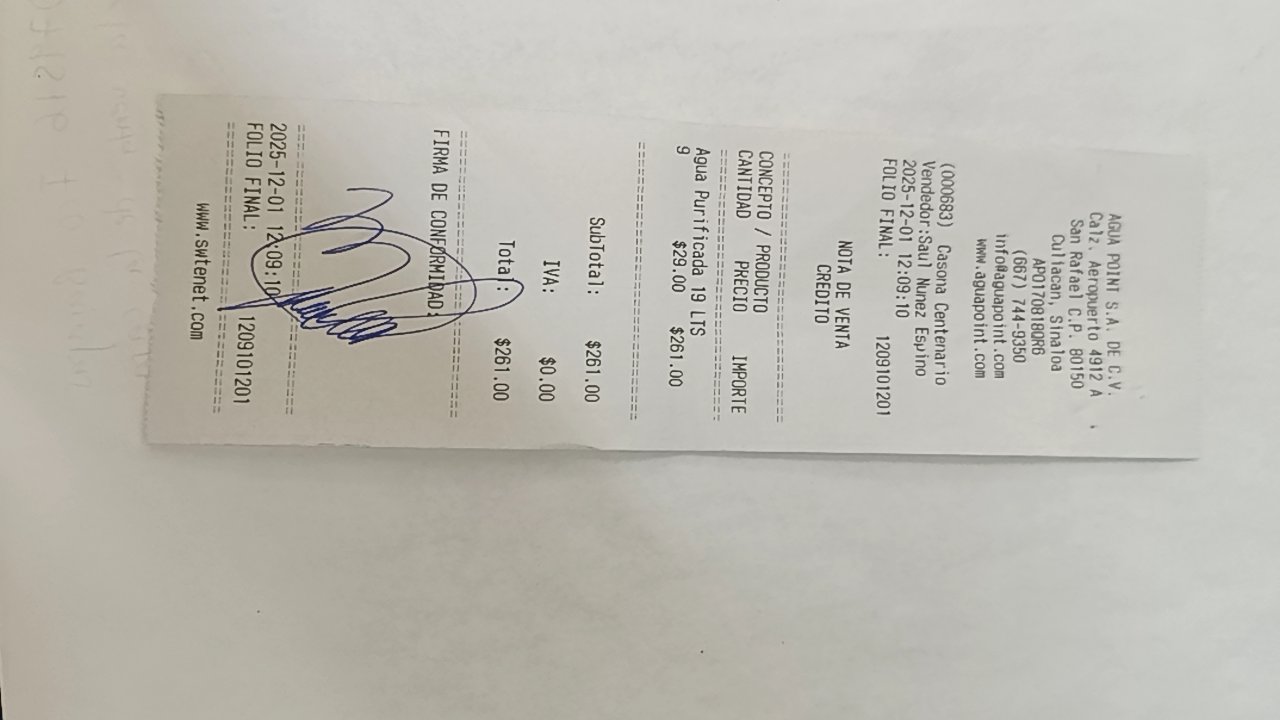 AGUA POINT S.A. DE C.V.
Calz. Aeropuerto 4912 A
San Rafael C.P. 80150
Culiacan, Sinaloa
APO170818QR6
(667) 744-9350
info@aguapoint.com
www.aguapoint.com
(000683) Casona Centenario
Vendedor:Saul Nunez Espino
2025-12-01 12:09:10
FOLIO FINAL: 1209101201
NOTA DE VENTA
CREDITO
CONCEPTO / PRODUCTO
CANTIDAD PRECIO IMPORTE
Agua Purificada 19 LTS
9 $29.00 $261.00
SubTotal: $261.00
IVA: $0.00
Total: $261.00
FIRMA DE CONFORMIDAD:
2025-12-01 12:09:10
FOLIO FINAL: 1209101201
www.swtenet.com